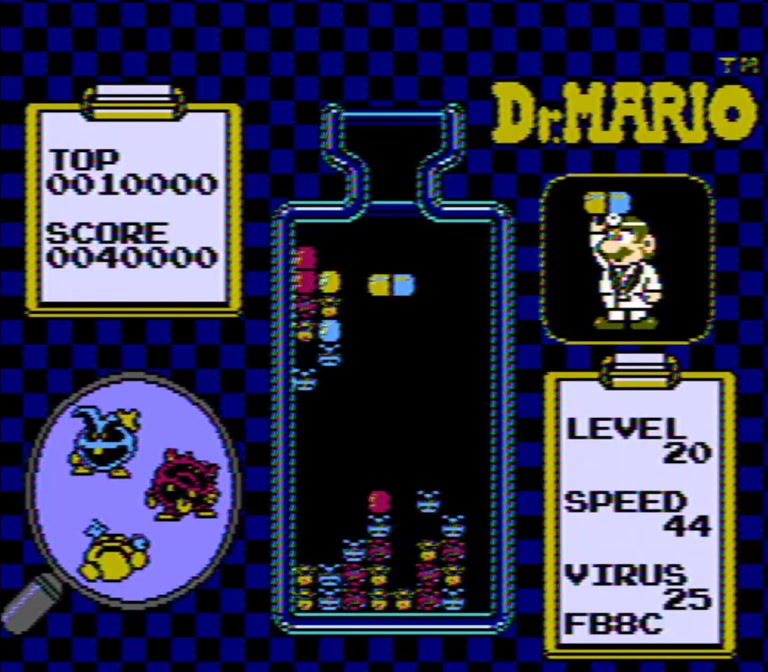 TM
Dr. MARIO
TOP
0010000
SCORE
0040000
LEVEL
20
SPEED
44
VIRUS
25
FB8C